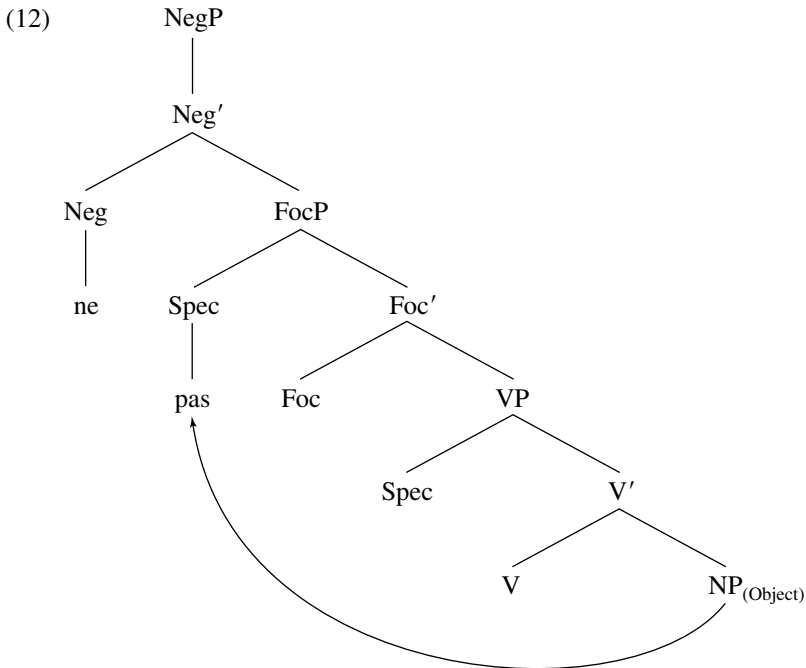 (12) NegP
Neg′
Neg FocP
ne Spec Foc′
pas Foc VP
Spec V′
V NP(Object)